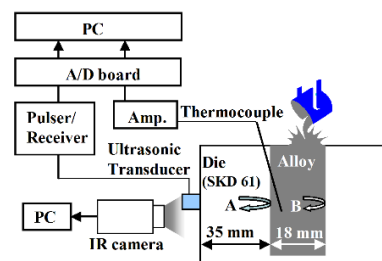 PC
A/D board
Pulser/
Receiver
Amp.
Thermocouple
Ultrasonic
Transducer
Die
(SKD 61)
Alloy
A
B
PC
IR camera
35 mm
18 mm